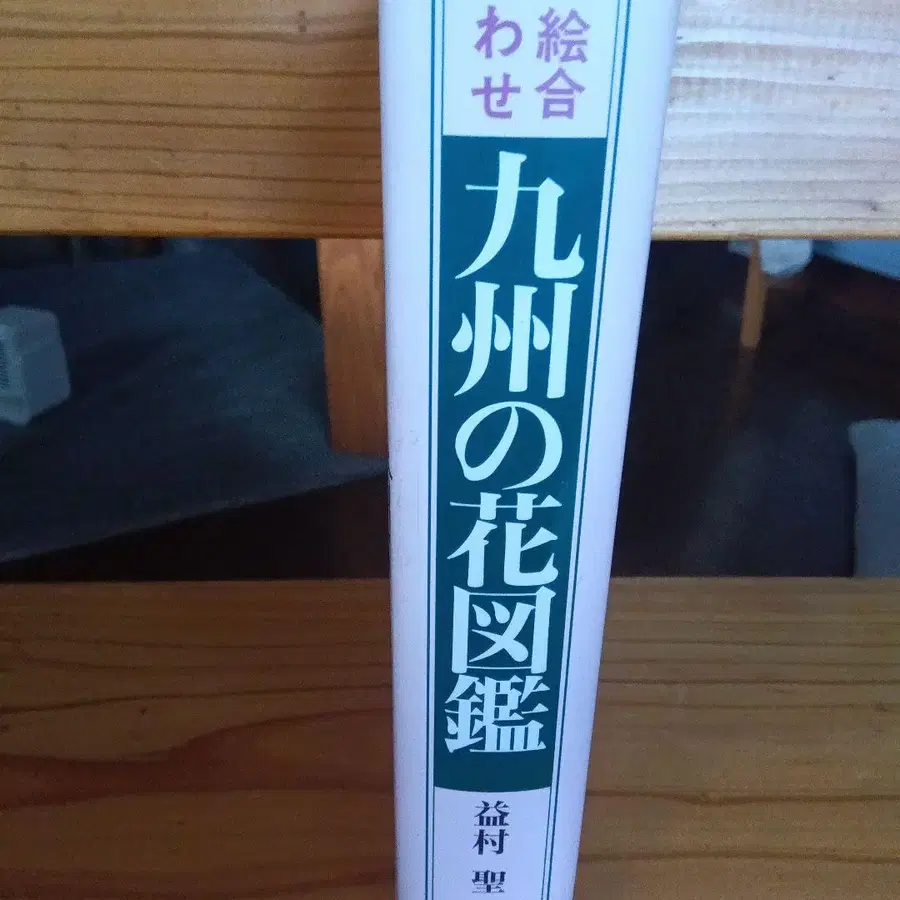 絵合
わせ
九州の花図鑑
益村 聖